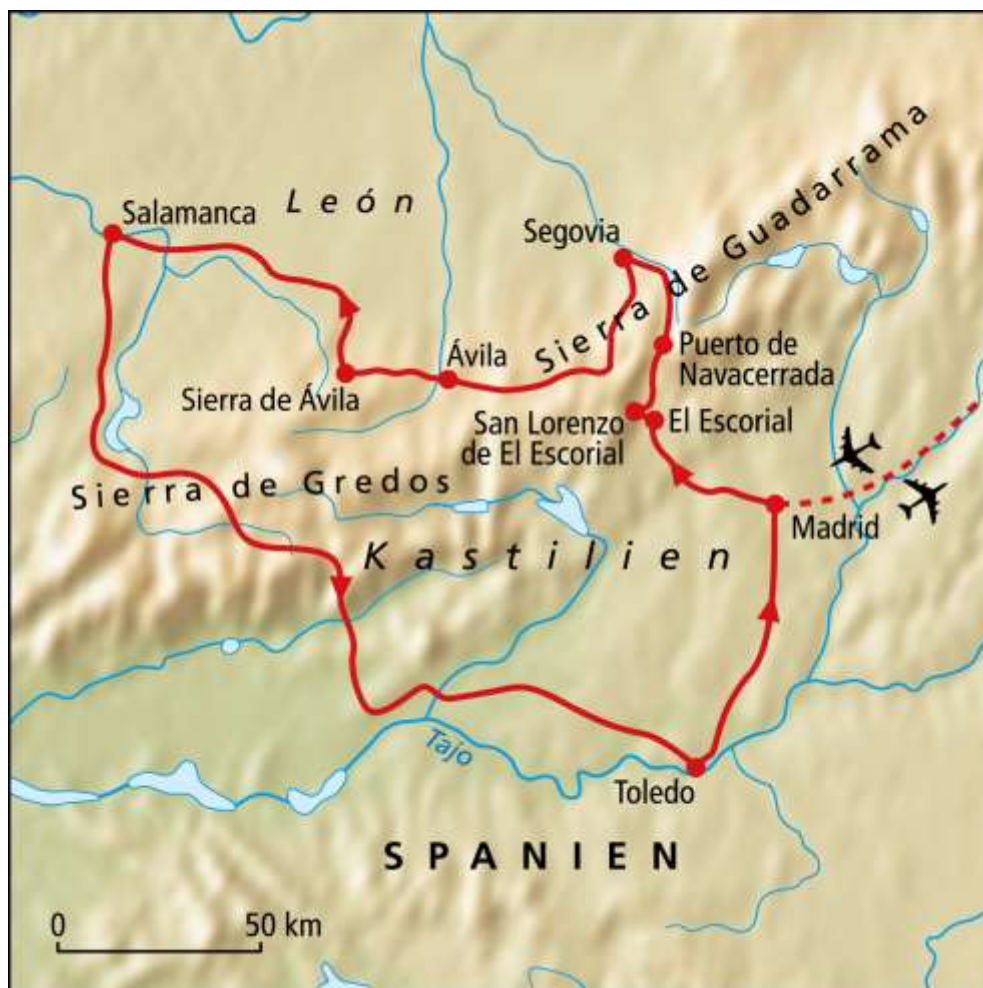 León
Salamanca
Segovia
Sierra de Guadarrama
Ávila
Sierra de Ávila
Puerto de
Navacerrada
San Lorenzo
de El Escorial
El Escorial
Sierra de Gredos
Madrid
Kastilien
Tajo
Toledo
SPANIEN
0 50 km